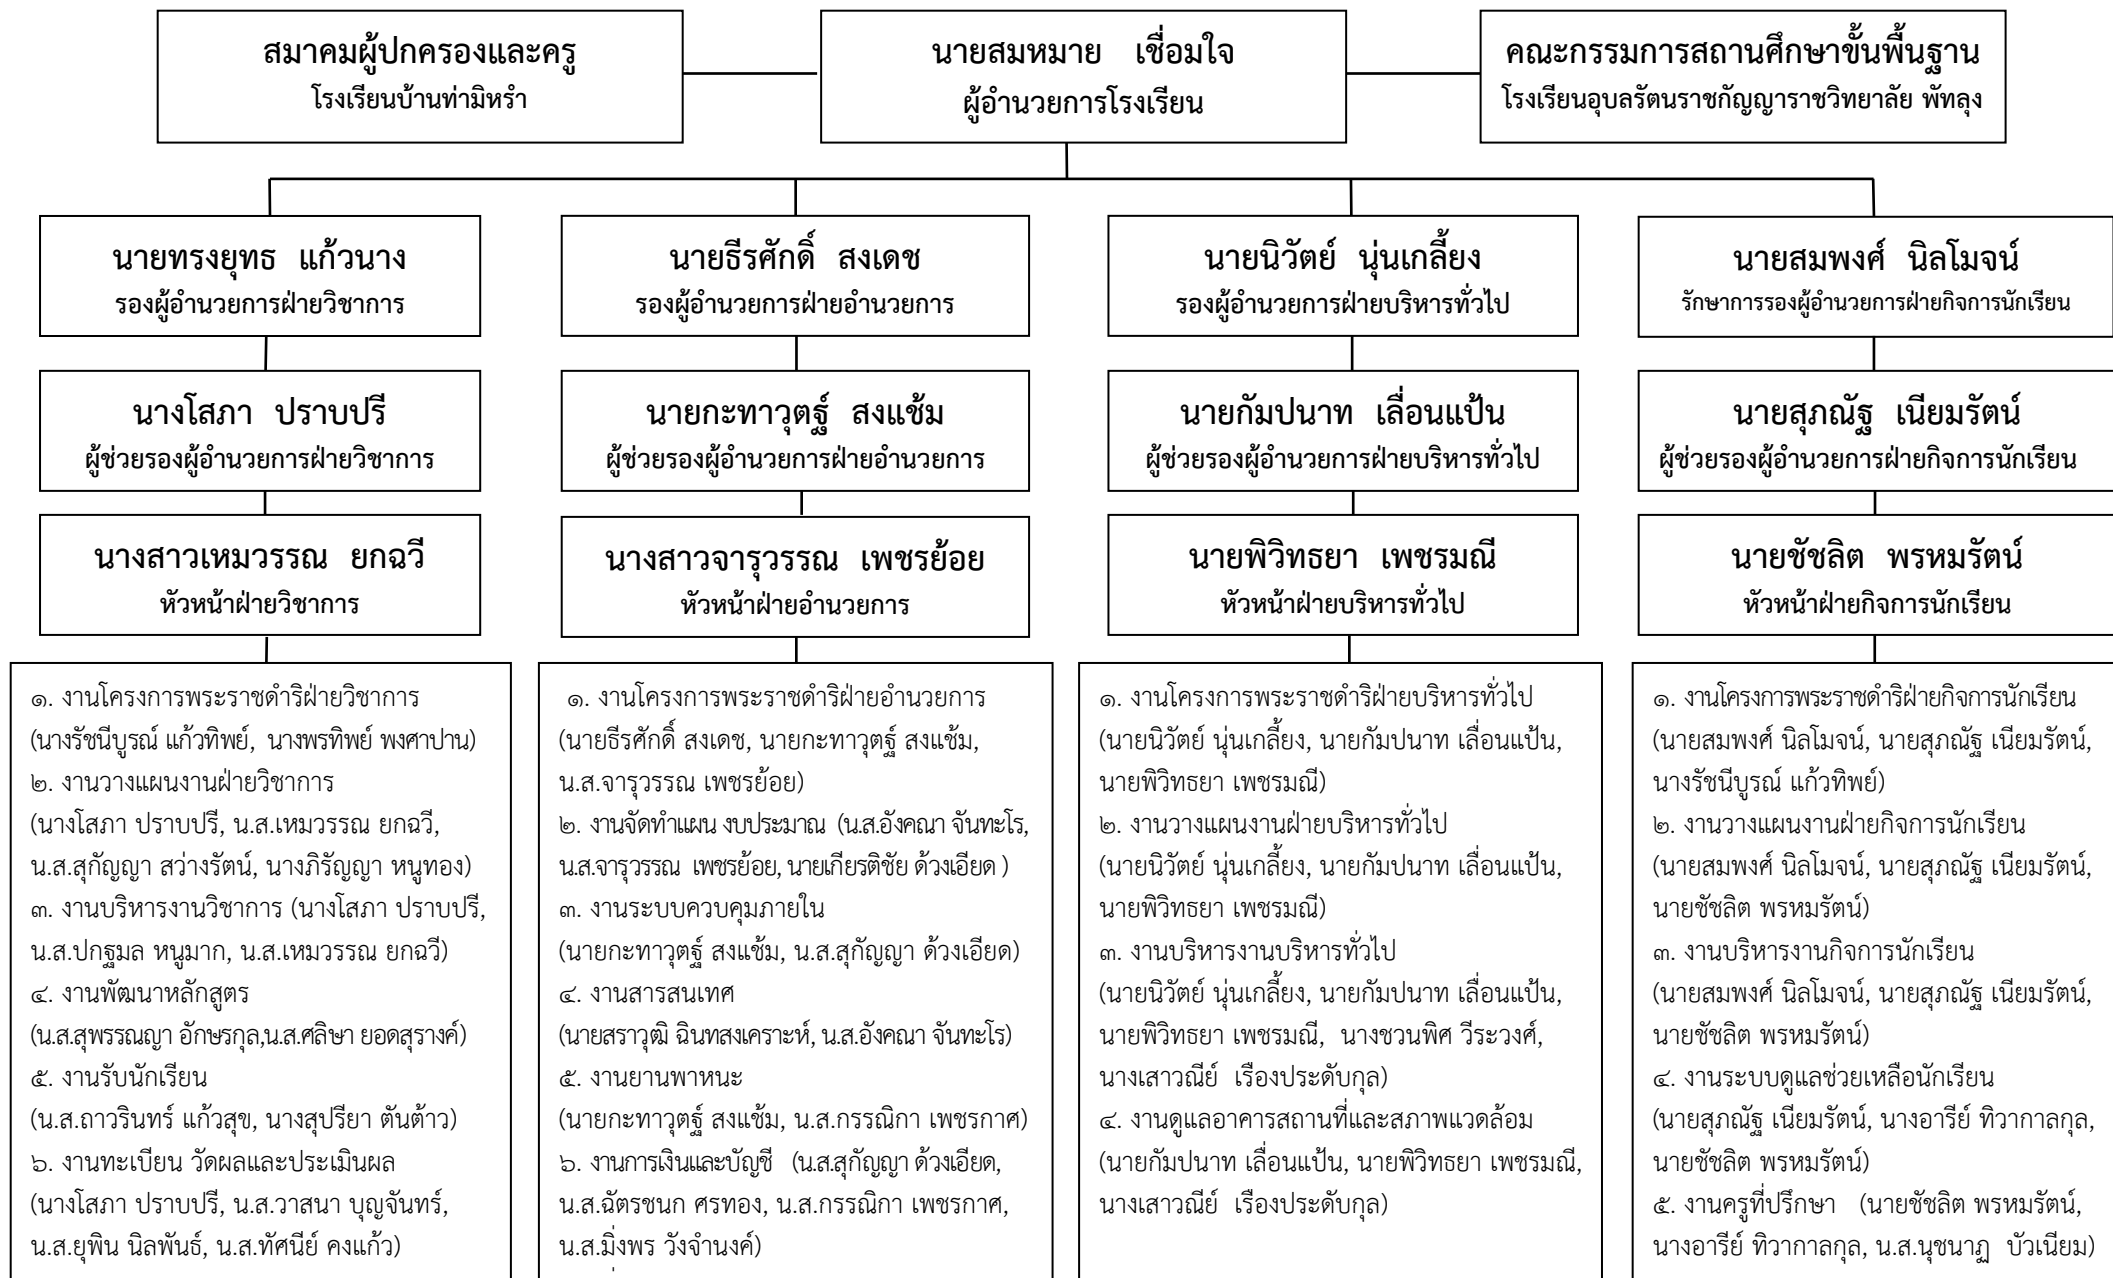 สมาคมผู้ปกครองและครู
โรงเรียนบ้านท่ามิหรำ
นายสมหมาย เชื่อมใจ
ผู้อำนวยการโรงเรียน
คณะกรรมการสถานศึกษาขั้นพื้นฐาน
โรงเรียนอุบลรัตนราชกัญญาราชวิทยาลัย พัทลุง
นายทรงยุทธ แก้วนาง
รองผู้อำนวยการฝ่ายวิชาการ
นายธีรศักดิ์ สงเดช
รองผู้อำนวยการฝ่ายอำนวยการ
นายนิวัตย์ นุ่นเกลี้ยง
รองผู้อำนวยการฝ่ายบริหารทั่วไป
นายสมพงศ์ นิลโมจน์
รักษาการรองผู้อำนวยการฝ่ายกิจการนักเรียน
นางโสภา ปราบปรี
ผู้ช่วยรองผู้อำนวยการฝ่ายวิชาการ
นายกะทาวุตฐ์ สงแช้ม
ผู้ช่วยรองผู้อำนวยการฝ่ายอำนวยการ
นายกัมปนาท เลื่อนแป้น
ผู้ช่วยรองผู้อำนวยการฝ่ายบริหารทั่วไป
นายสุภณัฐ เนียมรัตน์
ผู้ช่วยรองผู้อำนวยการฝ่ายกิจการนักเรียน
นางสาวเหมวรรณ ยกฉวี
หัวหน้าฝ่ายวิชาการ
นางสาวจารุวรรณ เพชรย้อย
หัวหน้าฝ่ายอำนวยการ
นายพิวิทธยา เพชรมณี
หัวหน้าฝ่ายบริหารทั่วไป
นายชัชลิต พรหมรัตน์
หัวหน้าฝ่ายกิจการนักเรียน
๑. งานโครงการพระราชดำริฝ่ายวิชาการ
(นางรัชนีบูรณ์ แก้วทิพย์, นางพรทิพย์ พงศาปาน)
๒. งานวางแผนงานฝ่ายวิชาการ
(นางโสภา ปราบปรี, น.ส.เหมวรรณ ยกฉวี,
น.ส.สุกัญญา สว่างรัตน์, นางภิรัญญา หนูทอง)
๓. งานบริหารงานวิชาการ (นางโสภา ปราบปรี,
น.ส.ปกฐมล หนูมาก, น.ส.เหมวรรณ ยกฉวี)
๔. งานพัฒนาหลักสูตร
(น.ส.สุพรรณญา อักษรกุล,น.ส.ศลิษา ยอดสุรางค์)
๕. งานรับนักเรียน
(น.ส.ถาวรินทร์ แก้วสุข, นางสุปรียา ตันต้าว)
๖. งานทะเบียน วัดผลและประเมินผล
(นางโสภา ปราบปรี, น.ส.วาสนา บุญจันทร์,
น.ส.ยุพิน นิลพันธ์, น.ส.ทัศนีย์ คงแก้ว)
๑. งานโครงการพระราชดำริฝ่ายอำนวยการ
(นายธีรศักดิ์ สงเดช, นายกะทาวุตฐ์ สงแช้ม,
น.ส.จารุวรรณ เพชรย้อย)
๒. งานจัดทำแผน งบประมาณ (น.ส.อังคณา จันทะโร,
น.ส.จารุวรรณ เพชรย้อย, นายเกียรติชัย ด้วงเอียด )
๓. งานระบบควบคุมภายใน
(นายกะทาวุตฐ์ สงแช้ม, น.ส.สุกัญญา ด้วงเอียด)
๔. งานสารสนเทศ
(นายสราวุฒิ ฉินทสงเคราะห์, น.ส.อังคณา จันทะโร)
๕. งานยานพาหนะ
(นายกะทาวุตฐ์ สงแช้ม, น.ส.กรรณิกา เพชรกาศ)
๖. งานการเงินและบัญชี (น.ส.สุกัญญา ด้วงเอียด,
น.ส.ฉัตรชนก ศรทอง, น.ส.กรรณิกา เพชรกาศ,
น.ส.มิ่งพร วังจำนงค์)
๑. งานโครงการพระราชดำริฝ่ายบริหารทั่วไป
(นายนิวัตย์ นุ่นเกลี้ยง, นายกัมปนาท เลื่อนแป้น,
นายพิวิทธยา เพชรมณี)
๒. งานวางแผนงานฝ่ายบริหารทั่วไป
(นายนิวัตย์ นุ่นเกลี้ยง, นายกัมปนาท เลื่อนแป้น,
นายพิวิทธยา เพชรมณี)
๓. งานบริหารงานบริหารทั่วไป
(นายนิวัตย์ นุ่นเกลี้ยง, นายกัมปนาท เลื่อนแป้น,
นายพิวิทธยา เพชรมณี, นางชวนพิศ วีระวงศ์,
นางเสาวณีย์ เรืองประดับกุล)
๔. งานดูแลอาคารสถานที่และสภาพแวดล้อม
(นายกัมปนาท เลื่อนแป้น, นายพิวิทธยา เพชรมณี,
นางเสาวณีย์ เรืองประดับกุล)
๑. งานโครงการพระราชดำริฝ่ายกิจการนักเรียน
(นายสมพงศ์ นิลโมจน์, นายสุภณัฐ เนียมรัตน์,
นางรัชนีบูรณ์ แก้วทิพย์)
๒. งานวางแผนงานฝ่ายกิจการนักเรียน
(นายสมพงศ์ นิลโมจน์, นายสุภณัฐ เนียมรัตน์,
นายชัชลิต พรหมรัตน์)
๓. งานบริหารงานกิจการนักเรียน
(นายสมพงศ์ นิลโมจน์, นายสุภณัฐ เนียมรัตน์,
นายชัชลิต พรหมรัตน์)
๔. งานระบบดูแลช่วยเหลือนักเรียน
(นายสุภณัฐ เนียมรัตน์, นางอารีย์ ทิวากาลกุล,
นายชัชลิต พรหมรัตน์)
๕. งานครูที่ปรึกษา (นายชัชลิต พรหมรัตน์,
นางอารีย์ ทิวากาลกุล, น.ส.นุชนาฏ บัวเนียม)